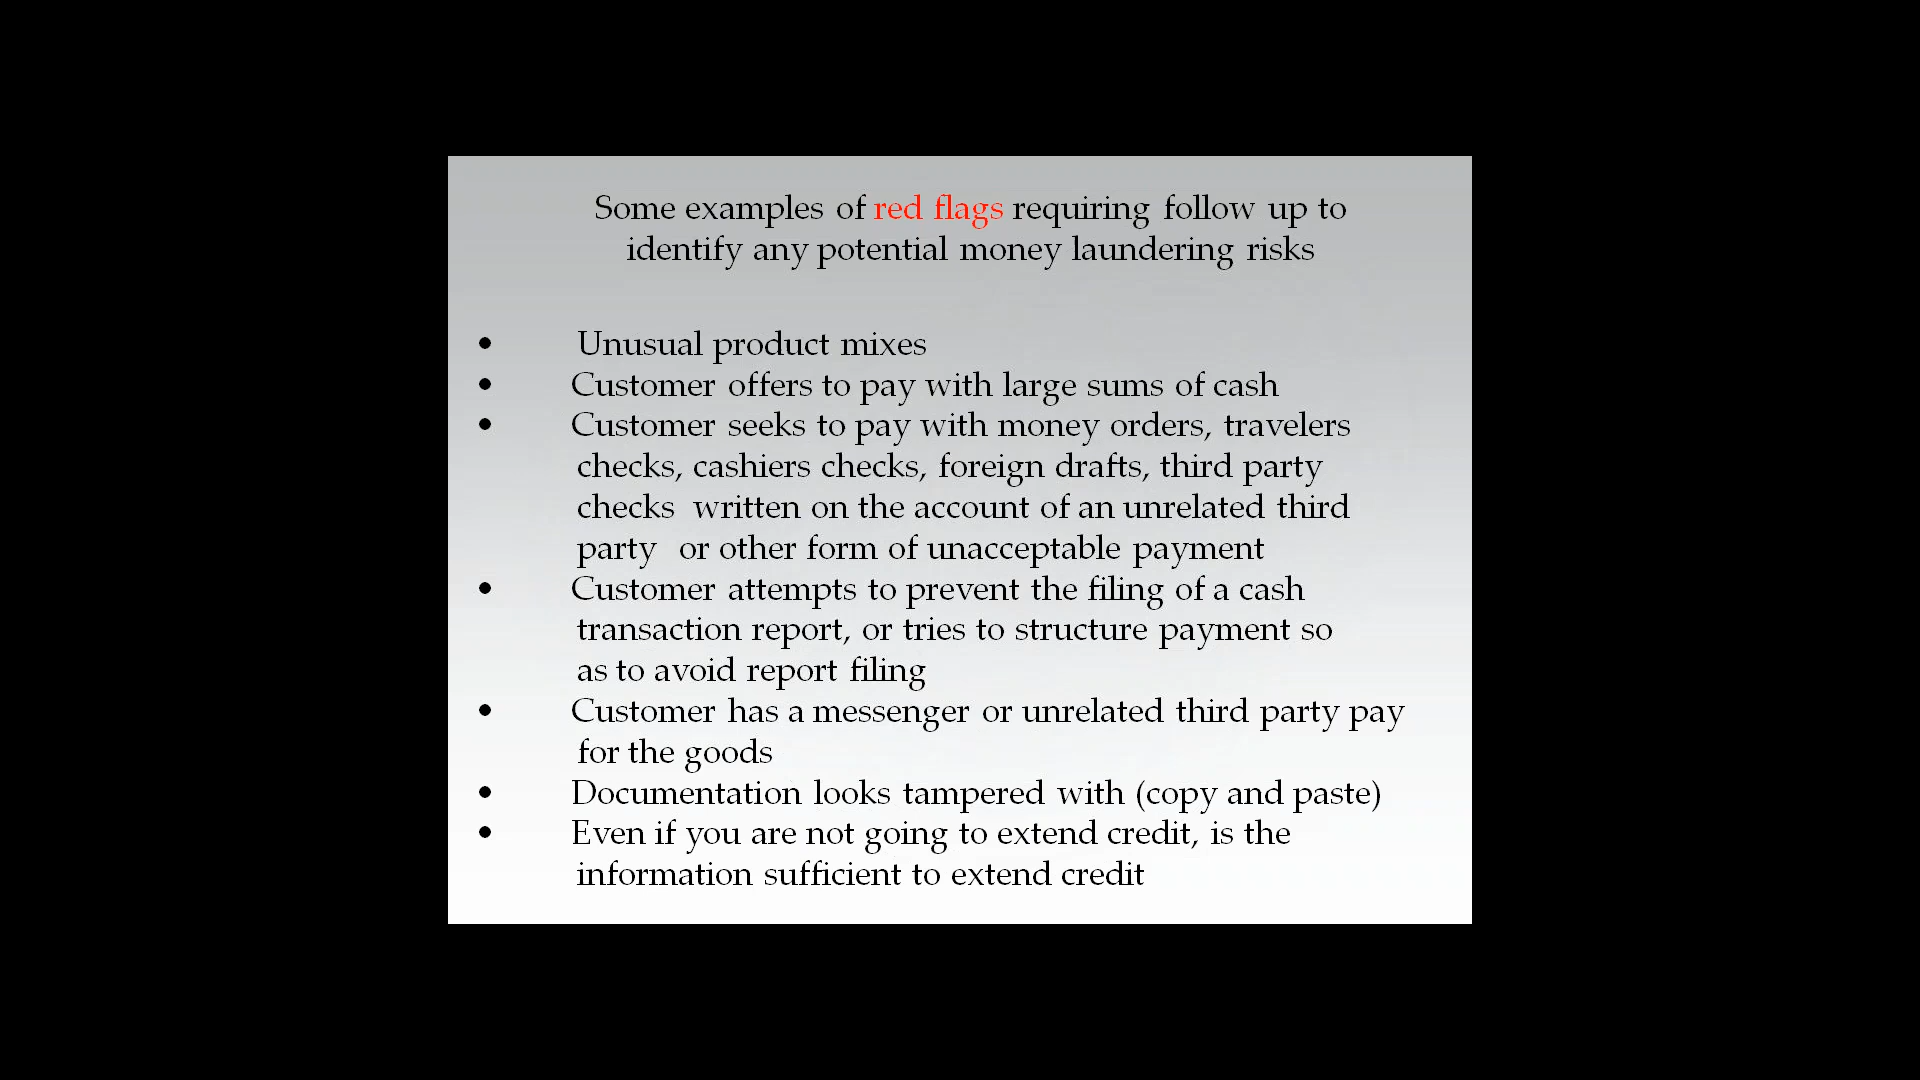 Some examples of red flags requiring follow up to
identify any potential money laundering risks
• Unusual product mixes
• Customer offers to pay with large sums of cash
• Customer seeks to pay with money orders, travelers
checks, cashiers checks, foreign drafts, third party
checks written on the account of an unrelated third
party or other form of unacceptable payment
• Customer attempts to prevent the filing of a cash
transaction report, or tries to structure payment so
as to avoid report filing
• Customer has a messenger or unrelated third party pay
for the goods
• Documentation looks tampered with (copy and paste)
• Even if you are not going to extend credit, is the
information sufficient to extend credit